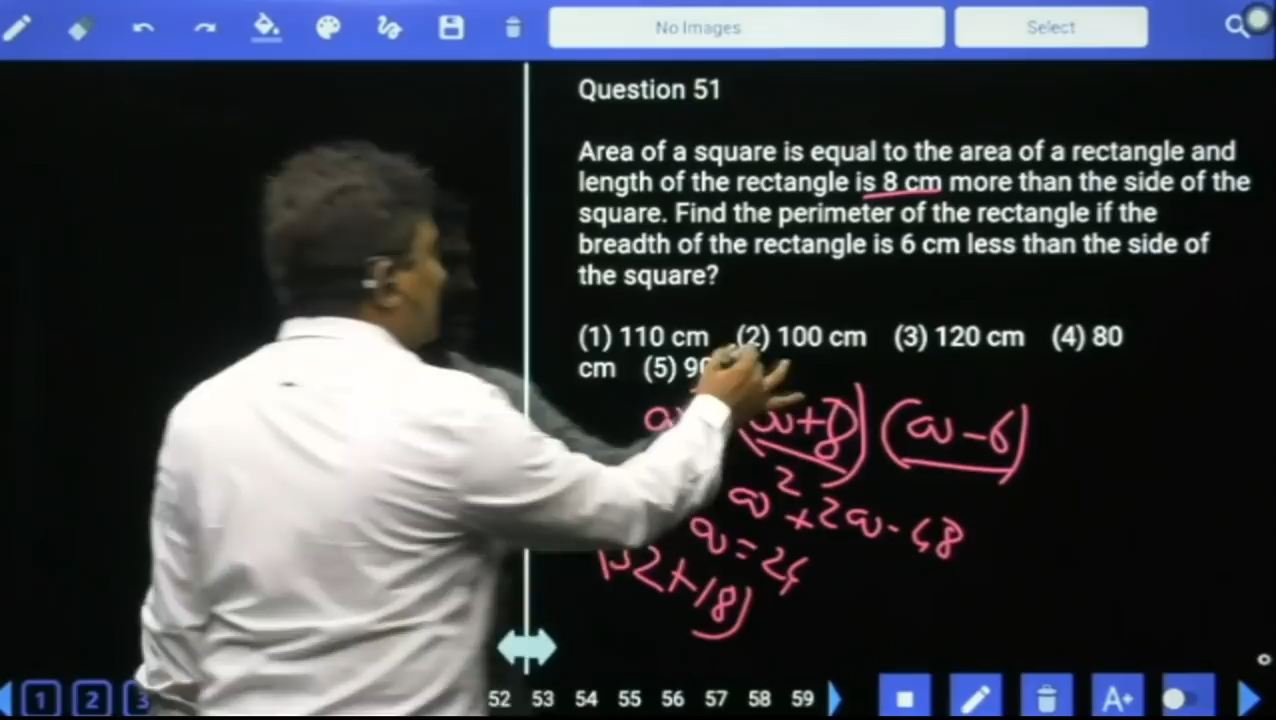 No Images
Select
Question 51
Area of a square is equal to the area of a rectangle and
length of the rectangle is 8 cm more than the side of the
square. Find the perimeter of the rectangle if the
breadth of the rectangle is 6 cm less than the side of
the square?
(1) 110 cm (2) 100 cm (3) 120 cm (4) 80
cm (5) 90
(a+8) (a-6)
a²+2a-48
a=24
32+18)
1 2 3 52 53 54 55 56 57 58 59 A+